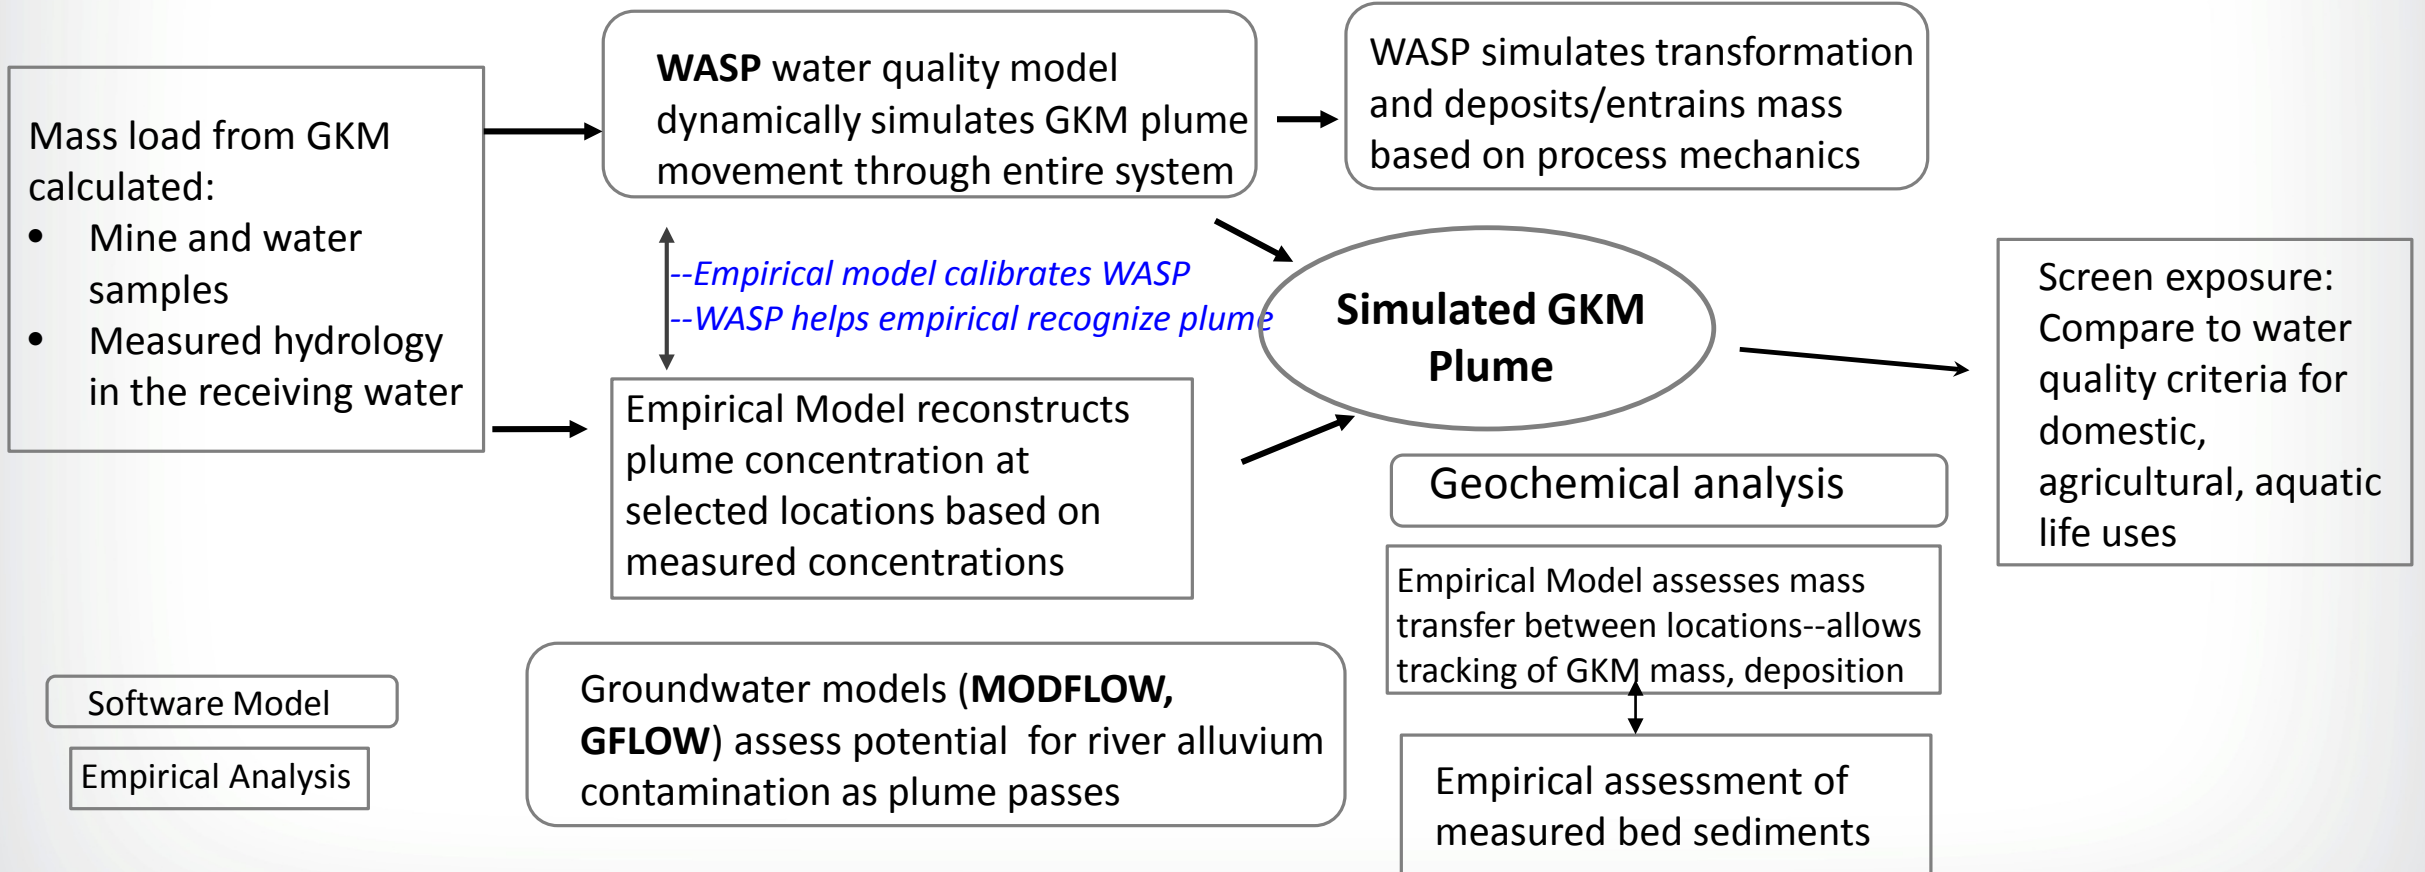 Mass load from GKM
calculated:
• Mine and water
samples
• Measured hydrology
in the receiving water
WASP water quality model
dynamically simulates GKM plume
movement through entire system
WASP simulates transformation
and deposits/entrains mass
based on process mechanics
--Empirical model calibrates WASP
--WASP helps empirical recognize plume
Simulated GKM
Plume
Screen exposure:
Compare to water
quality criteria for
domestic,
agricultural, aquatic
life uses
Empirical Model reconstructs
plume concentration at
selected locations based on
measured concentrations
Geochemical analysis
Empirical Model assesses mass
transfer between locations--allows
tracking of GKM mass, deposition
Groundwater models (MODFLOW,
GFLOW) assess potential  for river alluvium
contamination as plume passes
Empirical assessment of
measured bed sediments
Software Model
Empirical Analysis